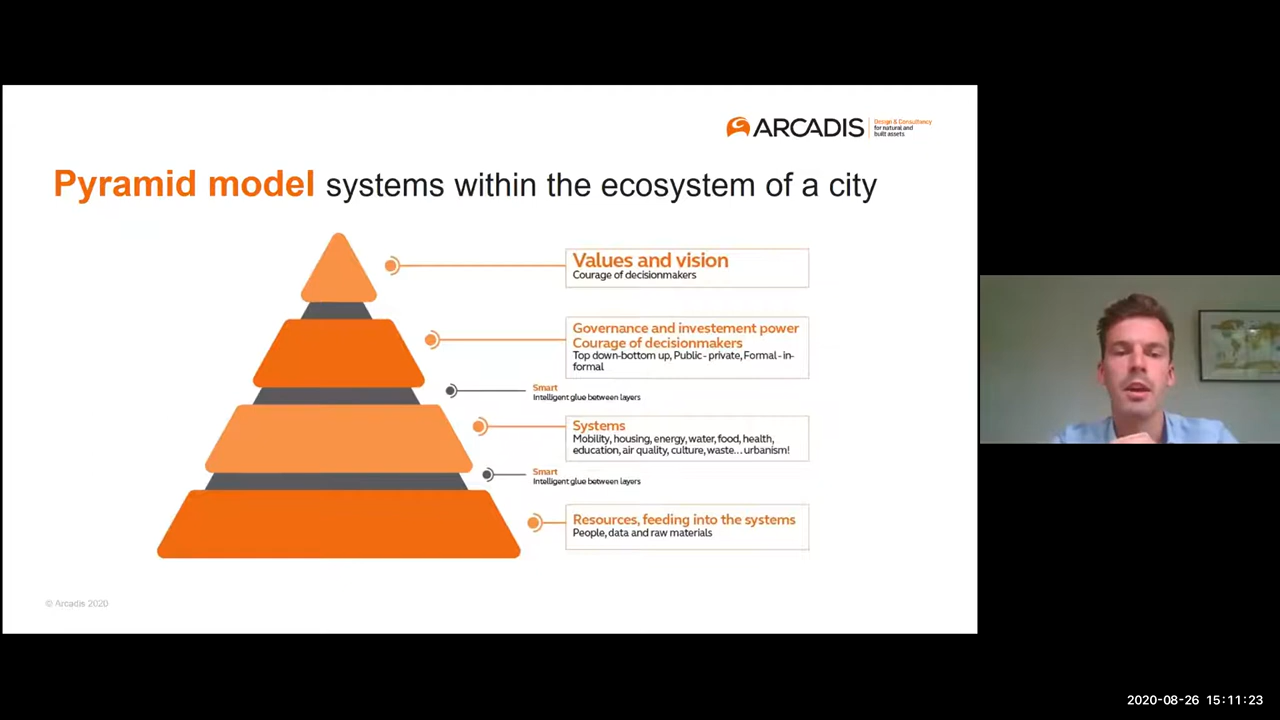 ARCADIS
Design & Consultancy
for natural and
built assets
Pyramid model systems within the ecosystem of a city
Values and vision
Courage of decisionmakers
Governance and investement power
Courage of decisionmakers
Top down-bottom up, Public - private, Formal - in-
formal
Smart
Intelligent glue between layers
Systems
Mobility, housing, energy, water, food, health,
education, air quality, culture, waste... urbanism!
Smart
Intelligent glue between layers
Resources, feeding into the systems
People, data and raw materials
© Arcadis 2020
2020-08-26 15:11:23